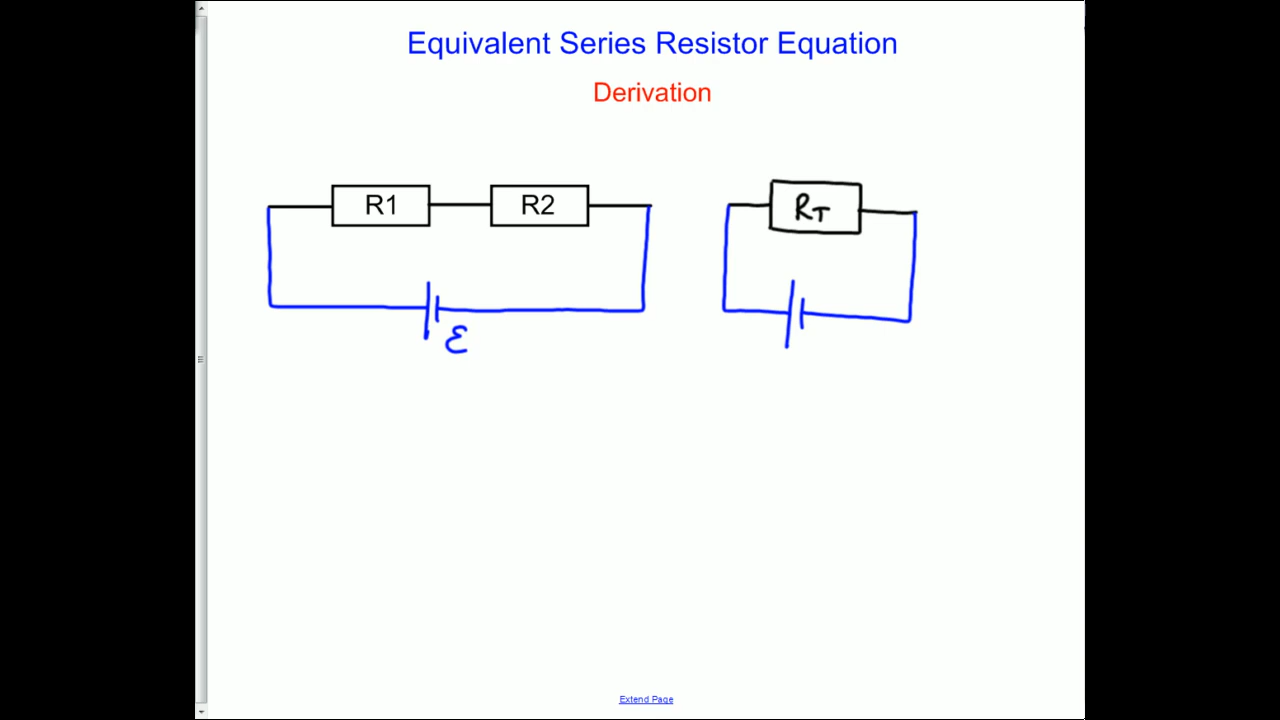 Equivalent Series Resistor Equation
Derivation
R1 R2 RT
ε
Extend Page